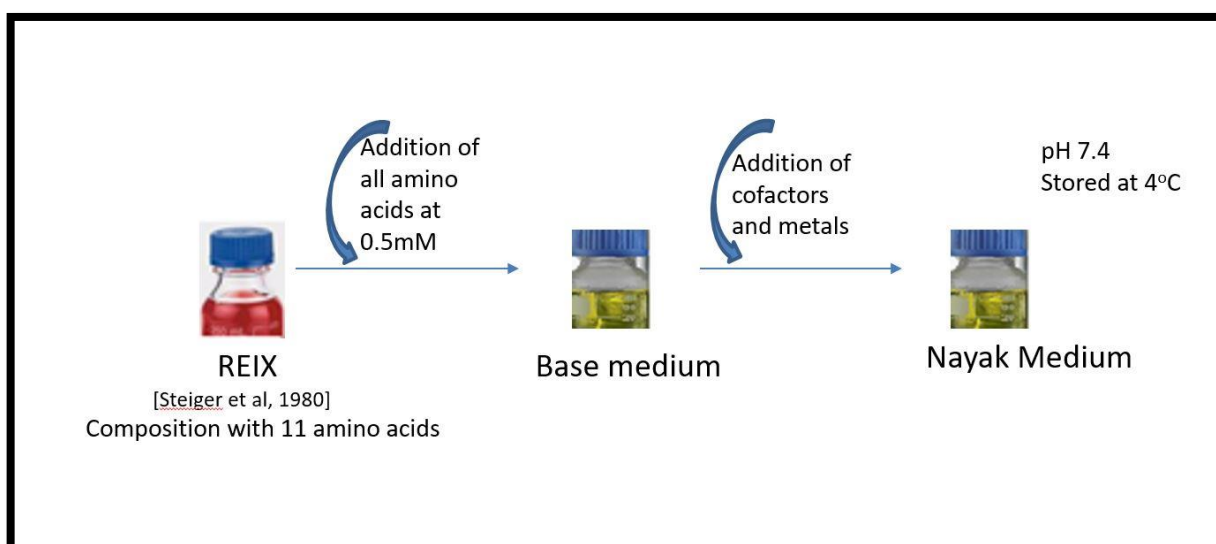 Addition of
all amino
acids at
0.5mM
Addition of
cofactors
and metals
pH 7.4
Stored at 4°C
REIX
[Steiger et al, 1980]
Composition with 11 amino acids
Base medium
Nayak Medium